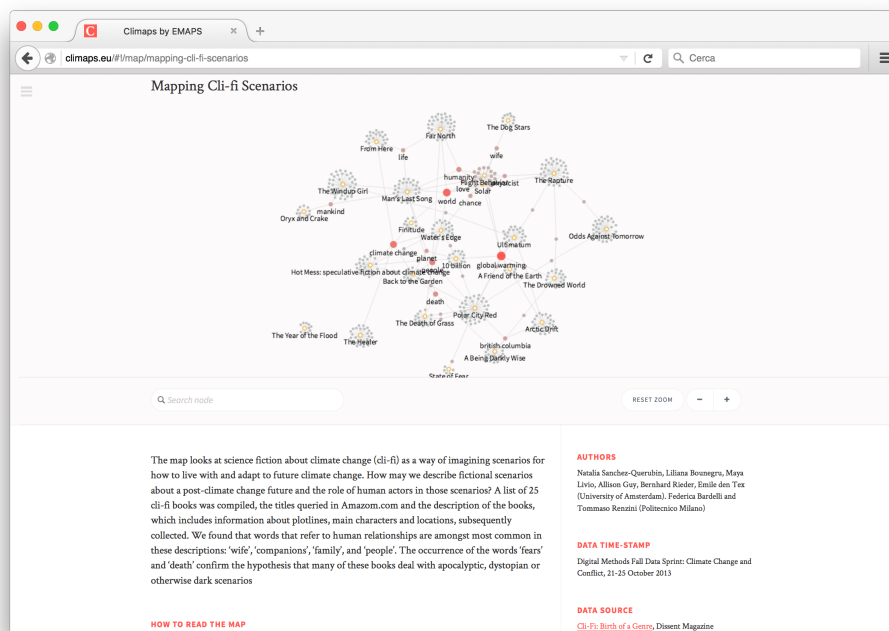 C Climaps by EMAPS
climaps.eu/#!/map/mapping-cli-fi-scenarios
Cerca
Mapping Cli-fi Scenarios
Far North
The Dog Stars
From Here
life
wife
humanity
Flight Behavior
The Rapture
The Windup Girl
Man's Last Song
love
Solar
world
chance
mankind
Oryx and Crake
Finitude
Water's Edge
Odds Against Tomorrow
Ultimatum
climate change
planet
people
10 billion
global warming
Hot Mess: speculative fiction about climate change
A Friend of the Earth
Back to the Garden
The Drowned World
death
Polar City Red
The Death of Grass
Arctic Drift
The Year of the Flood
The Healer
british columbia
A Being Darkly Wise
State of Fear
Search node
RESET ZOOM
− +
The map looks at science fiction about climate change (cli-fi) as a way of imagining scenarios for
how to live with and adapt to future climate change. How may we describe fictional scenarios
about a post-climate change future and the role of human actors in those scenarios? A list of 25
cli-fi books was compiled, the titles queried in Amazom.com and the description of the books,
which includes information about plotlines, main characters and locations, subsequently
collected. We found that words that refer to human relationships are amongst most common in
these descriptions: 'wife', 'companions', 'family', and 'people'. The occurrence of the words 'fears'
and 'death' confirm the hypothesis that many of these books deal with apocalyptic, dystopian or
otherwise dark scenarios
HOW TO READ THE MAP
AUTHORS
Natalia Sanchez-Querubin, Liliana Bounegru, Maya
Livio, Allison Guy, Bernhard Rieder, Emile den Tex
(University of Amsterdam). Federica Bardelli and
Tommaso Renzini (Politecnico Milano)
DATA TIME-STAMP
Digital Methods Fall Data Sprint: Climate Change and
Conflict, 21-25 October 2013
DATA SOURCE
Cli-Fi: Birth of a Genre, Dissent Magazine